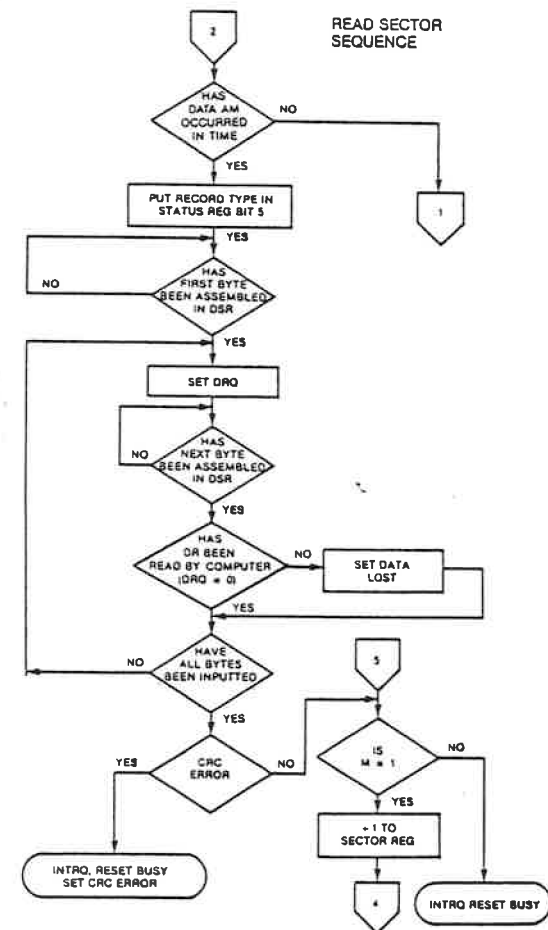 READ SECTOR
SEQUENCE
2
HAS
DATA AM
OCCURRED
IN TIME
NO
YES
PUT RECORD TYPE IN
STATUS REG BIT 5
1
YES
HAS
FIRST BYTE
BEEN ASSEMBLED
IN DSR
NO
YES
SET DRQ
HAS
NEXT BYTE
BEEN ASSEMBLED
IN DSR
NO
YES
HAS
DR BEEN
READ BY COMPUTER
(DRQ = 0)
NO
SET DATA
LOST
YES
HAVE
ALL BYTES
BEEN INPUTTED
NO
5
YES
CRC
ERROR
YES
NO
IS
M = 1
NO
YES
+ 1 TO
SECTOR REG
INTRQ, RESET BUSY
SET CRC ERROR
4
INTRQ RESET BUSY